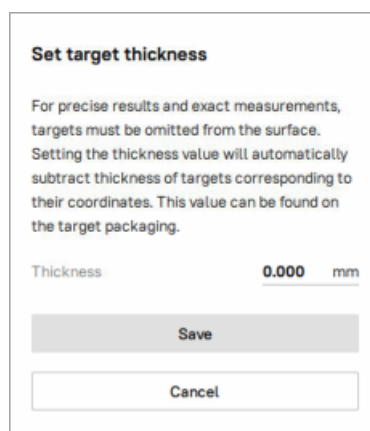 Set target thickness
For precise results and exact measurements,
targets must be omitted from the surface.
Setting the thickness value will automatically
subtract thickness of targets corresponding to
their coordinates. This value can be found on
the target packaging.
Thickness 0.000 mm
Save
Cancel